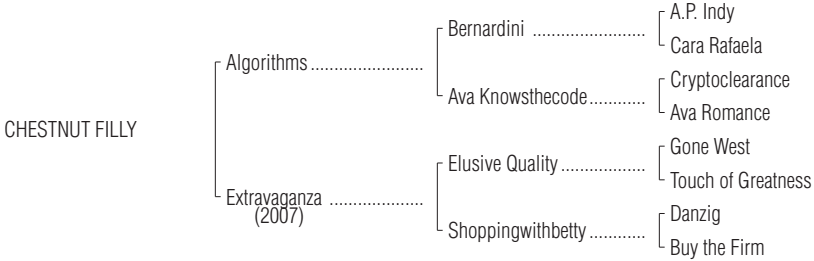 A.P. Indy
Bernardini ........................
Cara Rafaela
Algorithms ........................
Cryptoclearance
Ava Knowsthecode ............
Ava Romance
CHESTNUT FILLY
Gone West
Elusive Quality ..................
Touch of Greatness
Extravaganza ....................
(2007)
Danzig
Shoppingwithbetty ............
Buy the Firm